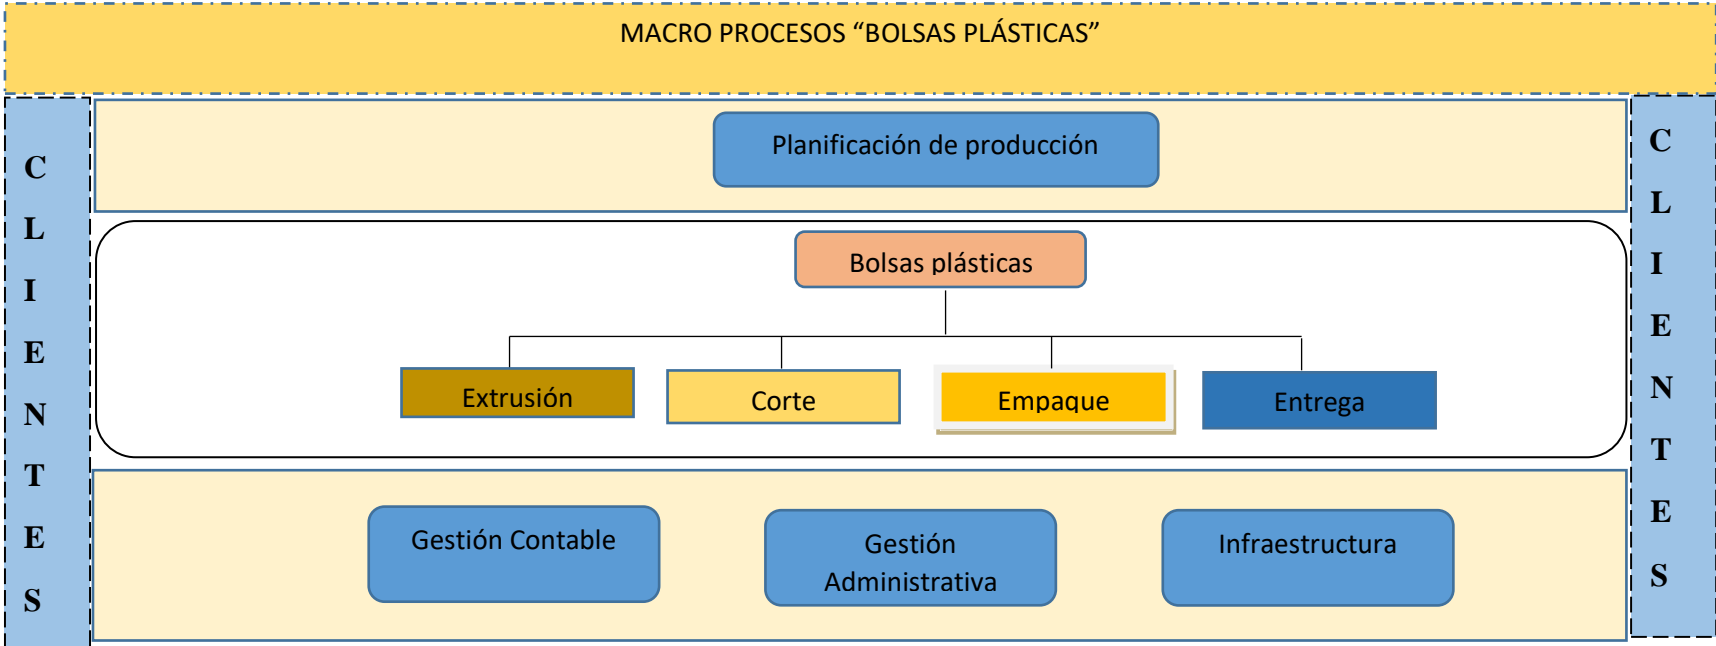 MACRO PROCESOS “BOLSAS PLÁSTICAS”
C
L
I
E
N
T
E
S
Planificación de producción
Bolsas plásticas
Extrusión
Corte
Empaque
Entrega
Gestión Contable
Gestión
Administrativa
Infraestructura
C
L
I
E
N
T
E
S